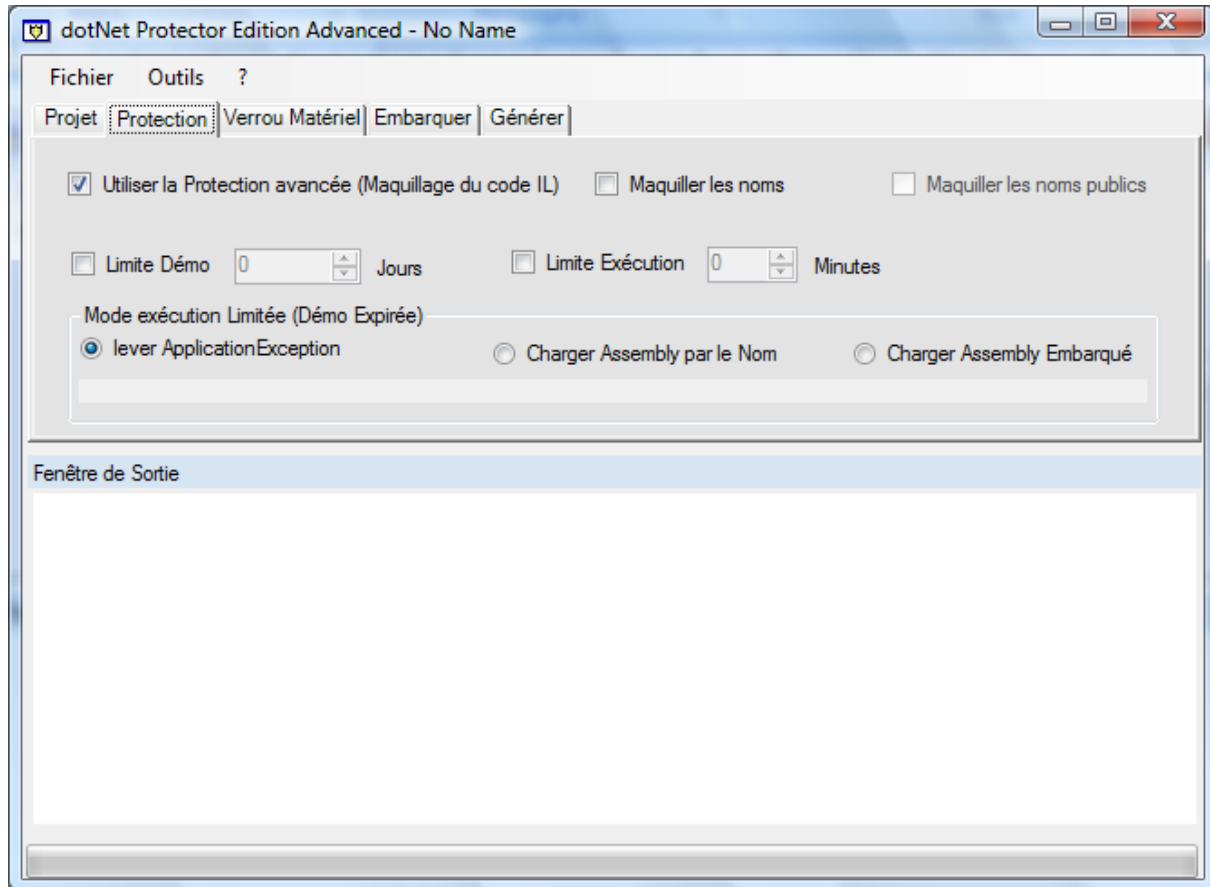 dotNet Protector Edition Advanced - No Name
Fichier Outils ?
Projet Protection Verrou Matériel Embarquer Générer
Utiliser la Protection avancée (Maquillage du code IL) Maquiller les noms Maquiller les noms publics
Limite Démo 0 Jours Limite Exécution 0 Minutes
Mode exécution Limitée (Démo Expirée)
lever ApplicationException Charger Assembly par le Nom Charger Assembly Embarqué
Fenêtre de Sortie